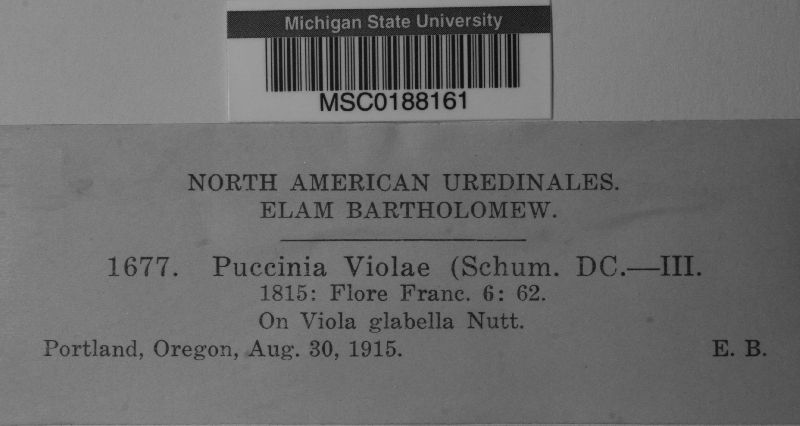 Michigan State University
MSC0188161
NORTH AMERICAN UREDINALES.
ELAM BARTHOLOMEW.
1677. Puccinia Violae (Schum. DC.—III.
1815: Flore Franc. 6: 62.
On Viola glabella Nutt.
Portland, Oregon, Aug. 30, 1915. E. B.